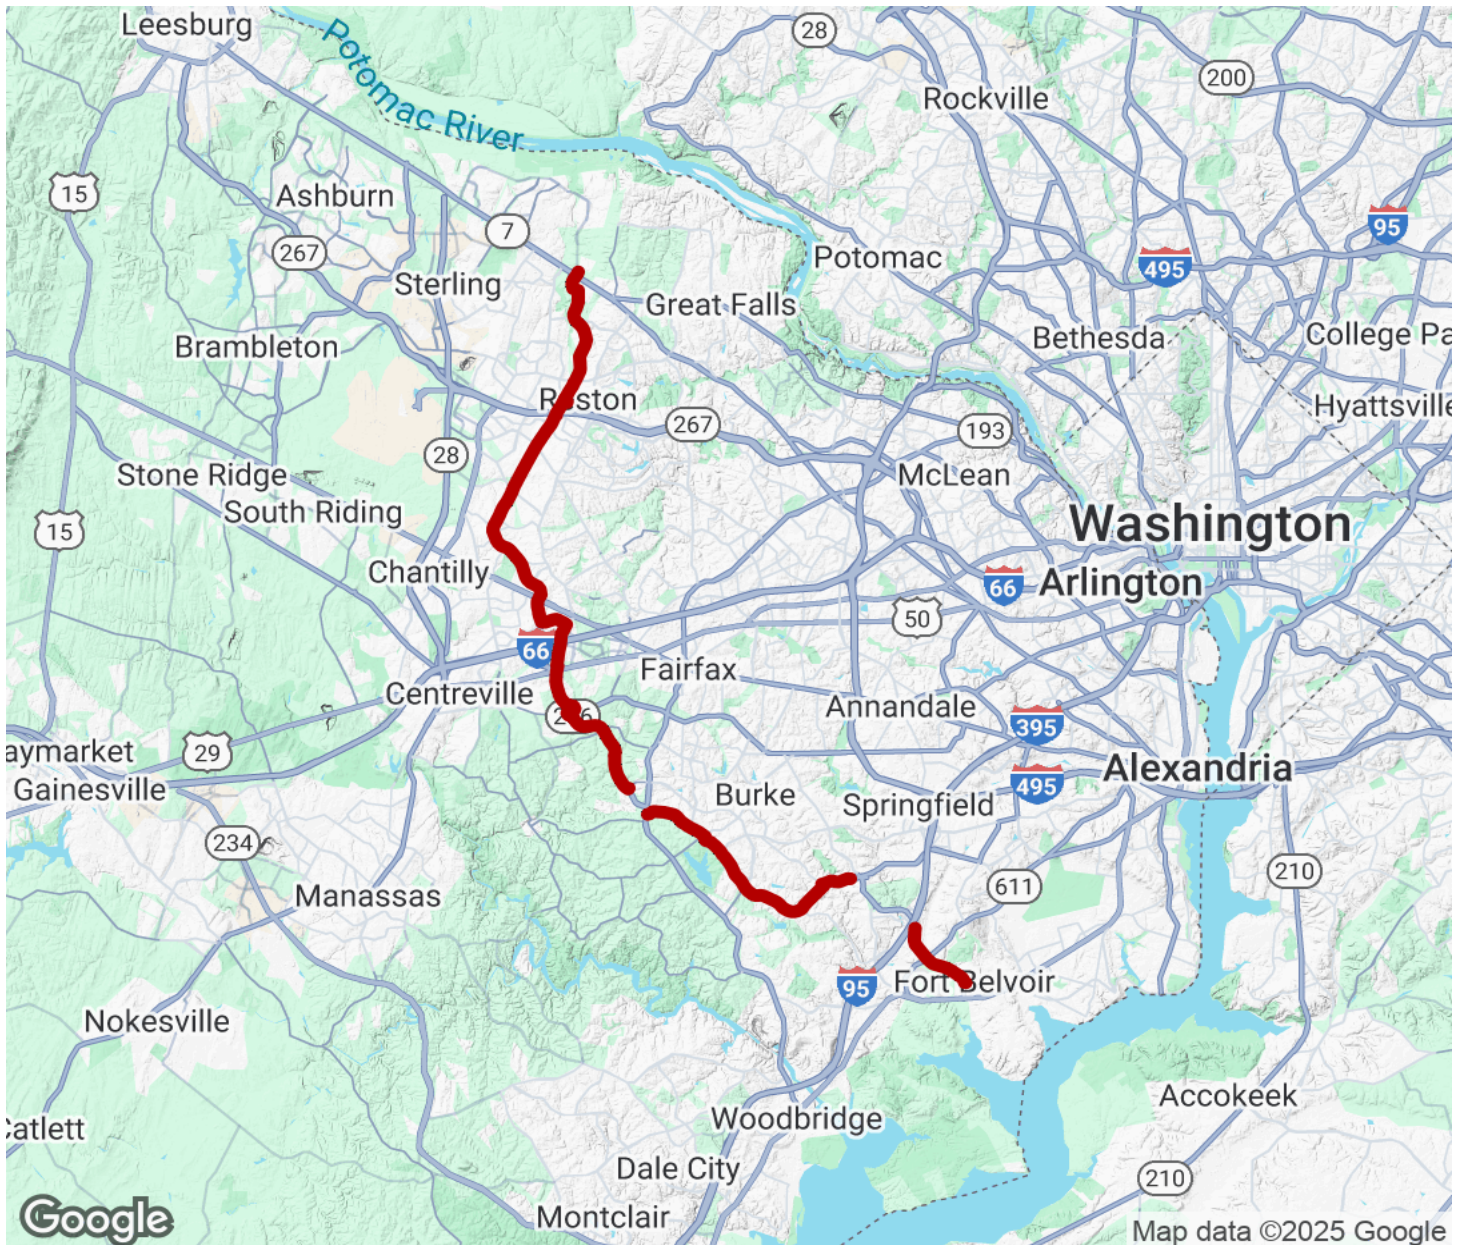 Leesburg
28
200
Potomac River
Rockville
15
Ashburn
7
95
267
Potomac
495
Sterling
Great Falls
Bethesda
College Pa
Brambleton
Reston
Hyattsville
267
193
28
Stone Ridge
McLean
South Riding
15
Washington
Chantilly
66
Arlington
50
66
Fairfax
Centreville
Annandale
395
29
aymarket
Alexandria
495
Gainesville
Burke
Springfield
234
210
611
Manassas
95
Fort Belvoir
Nokesville
Accokeek
Woodbridge
Catlett
Dale City
210
Montclair
Google
Map data ©2025 Google